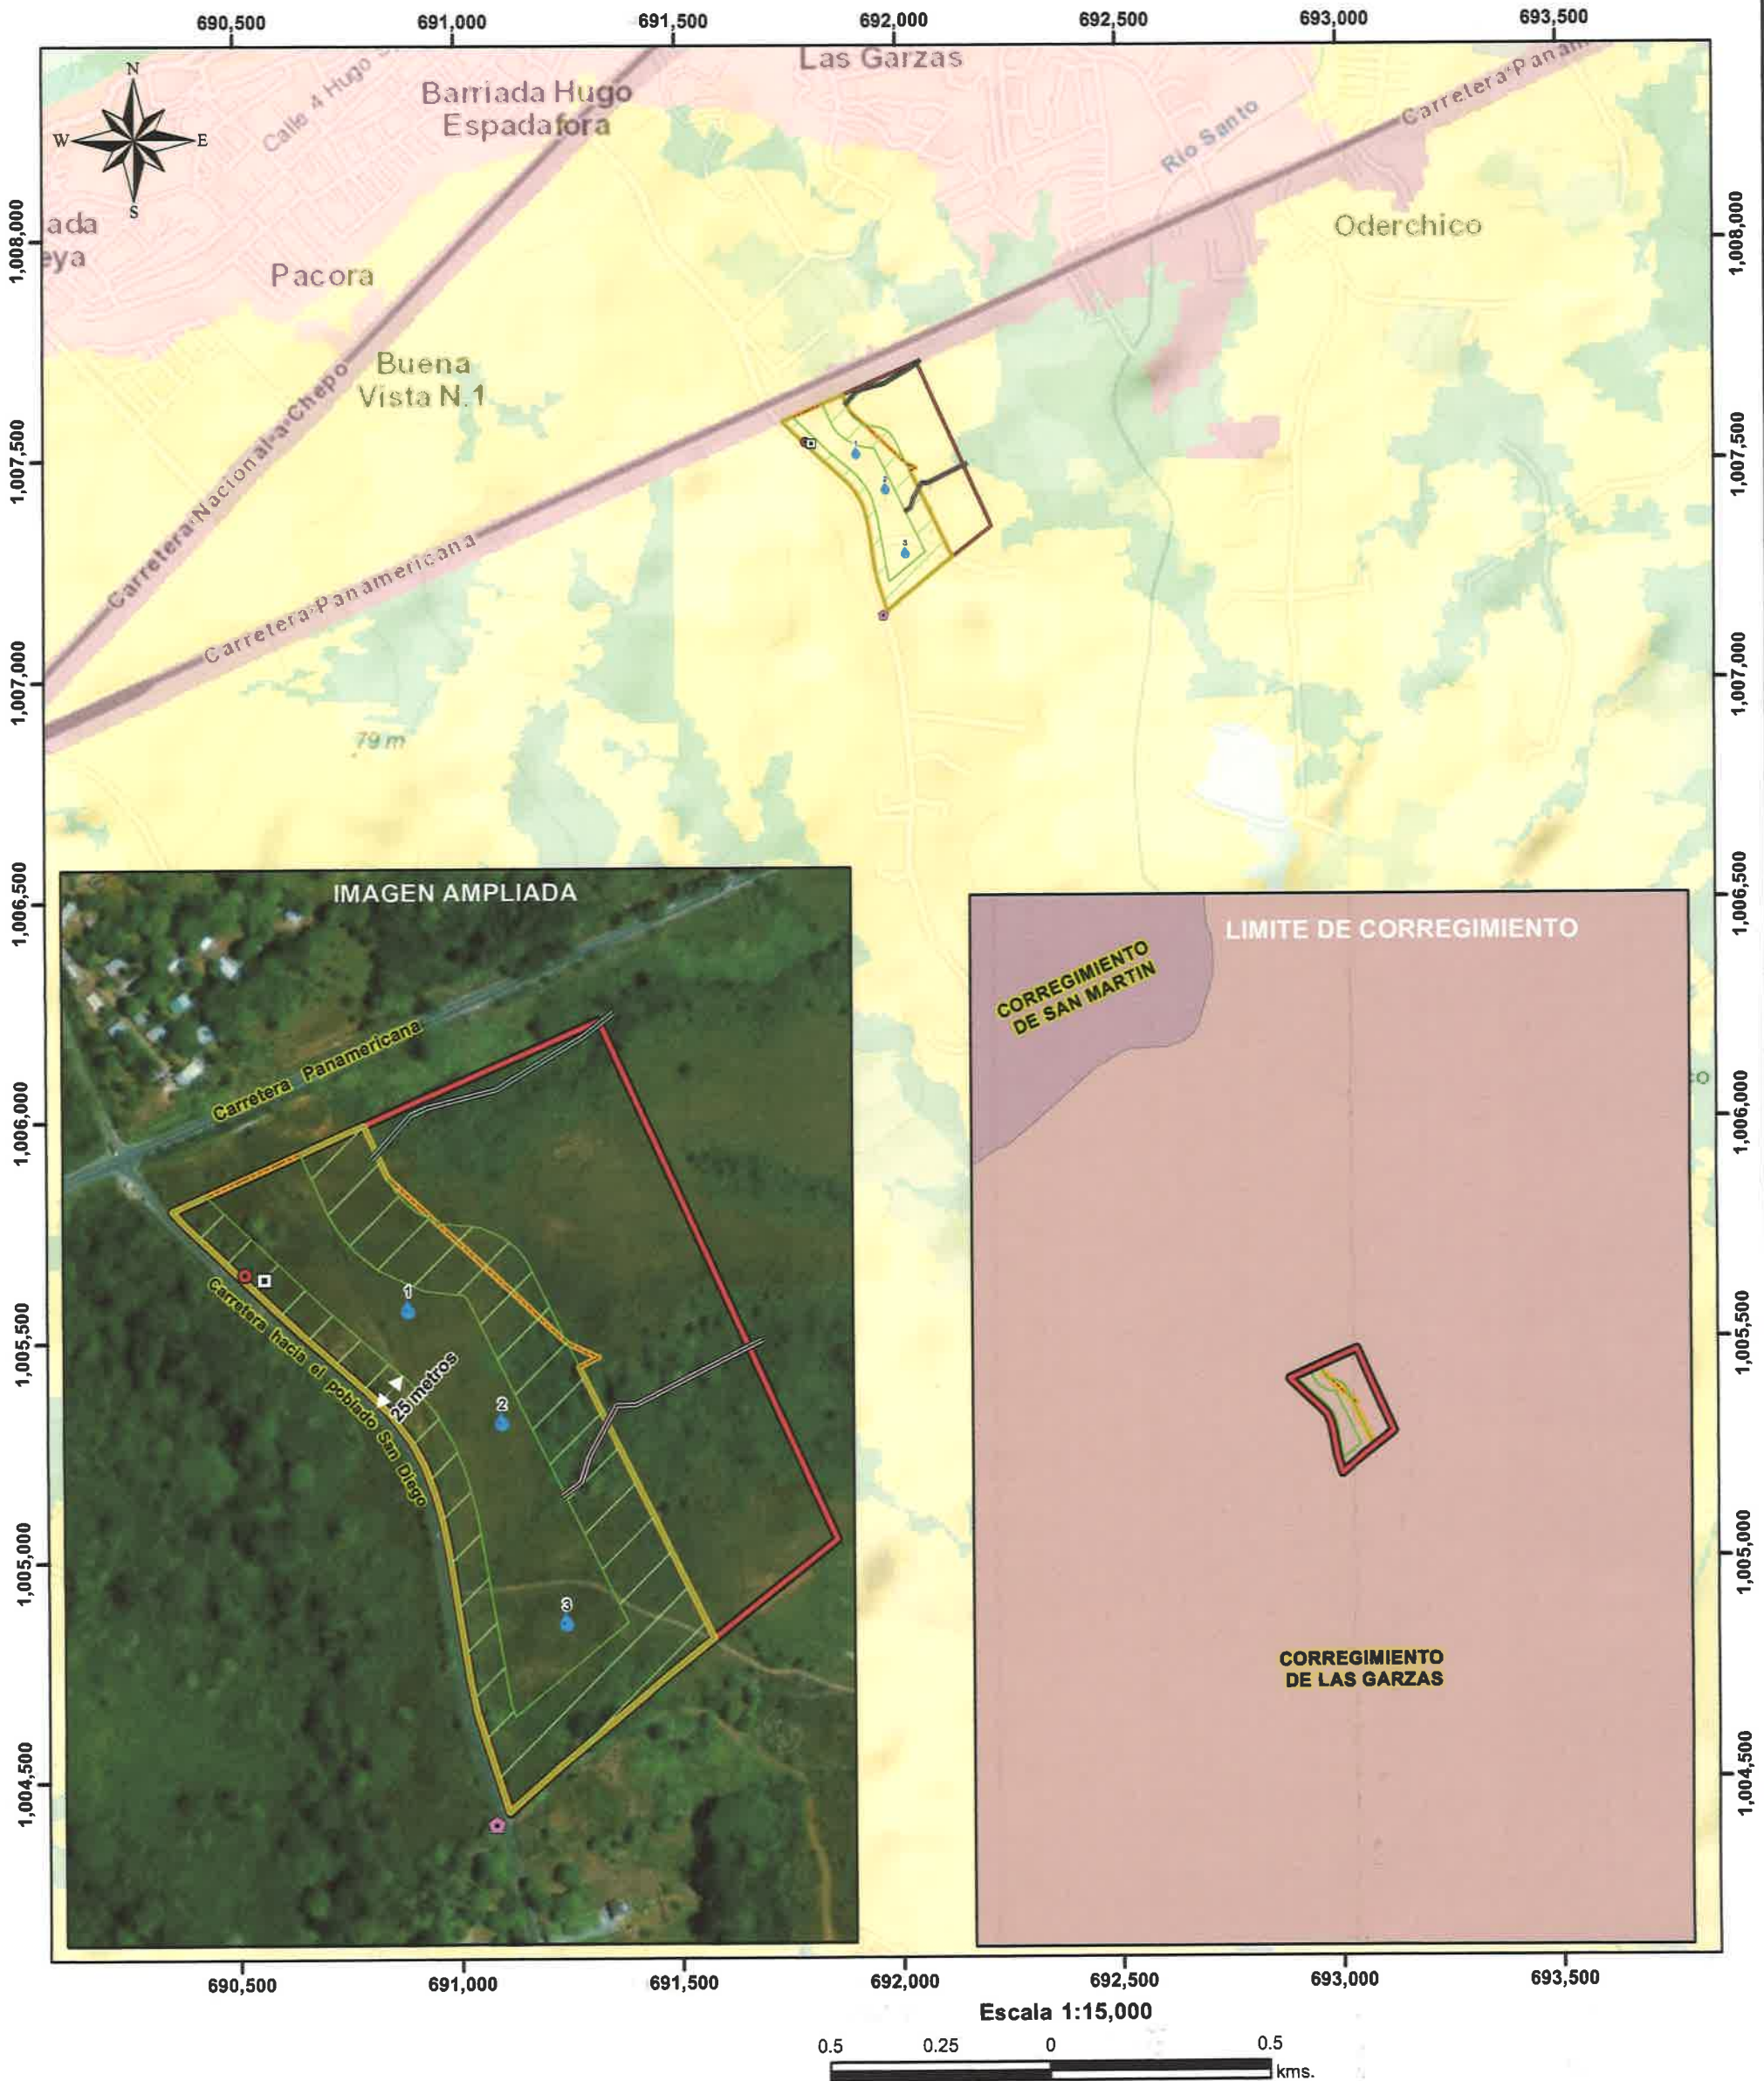 690,500
691,000
691,500
692,000
692,500
693,000
693,500
Las Garzas
Barriada Hugo
Espadafora
Calle 4 Hugo
Carretera Panam
Río Santo
N
W
E
S
ada
eya
Pacora
Oderchico
1,008,000
1,008,000
Buena
Vista N.1
Carretera Nacional a Chepo
Carretera Panamericana
1,007,500
1,007,500
1
2
3
1,007,000
1,007,000
79 m
1,006,500
1,006,500
IMAGEN AMPLIADA
Carretera Panamericana
1
Carretera hacia el poblado San Diego
25 metros
2
3
LIMITE DE CORREGIMIENTO
CORREGIMIENTO
DE SAN MARTIN
CORREGIMIENTO
DE LAS GARZAS
co
1,006,000
1,006,000
1,005,500
1,005,500
1,005,000
1,005,000
1,004,500
1,004,500
690,500
691,000
691,500
692,000
692,500
693,000
693,500
Escala 1:15,000
0.5
0.25
0
0.5
kms.